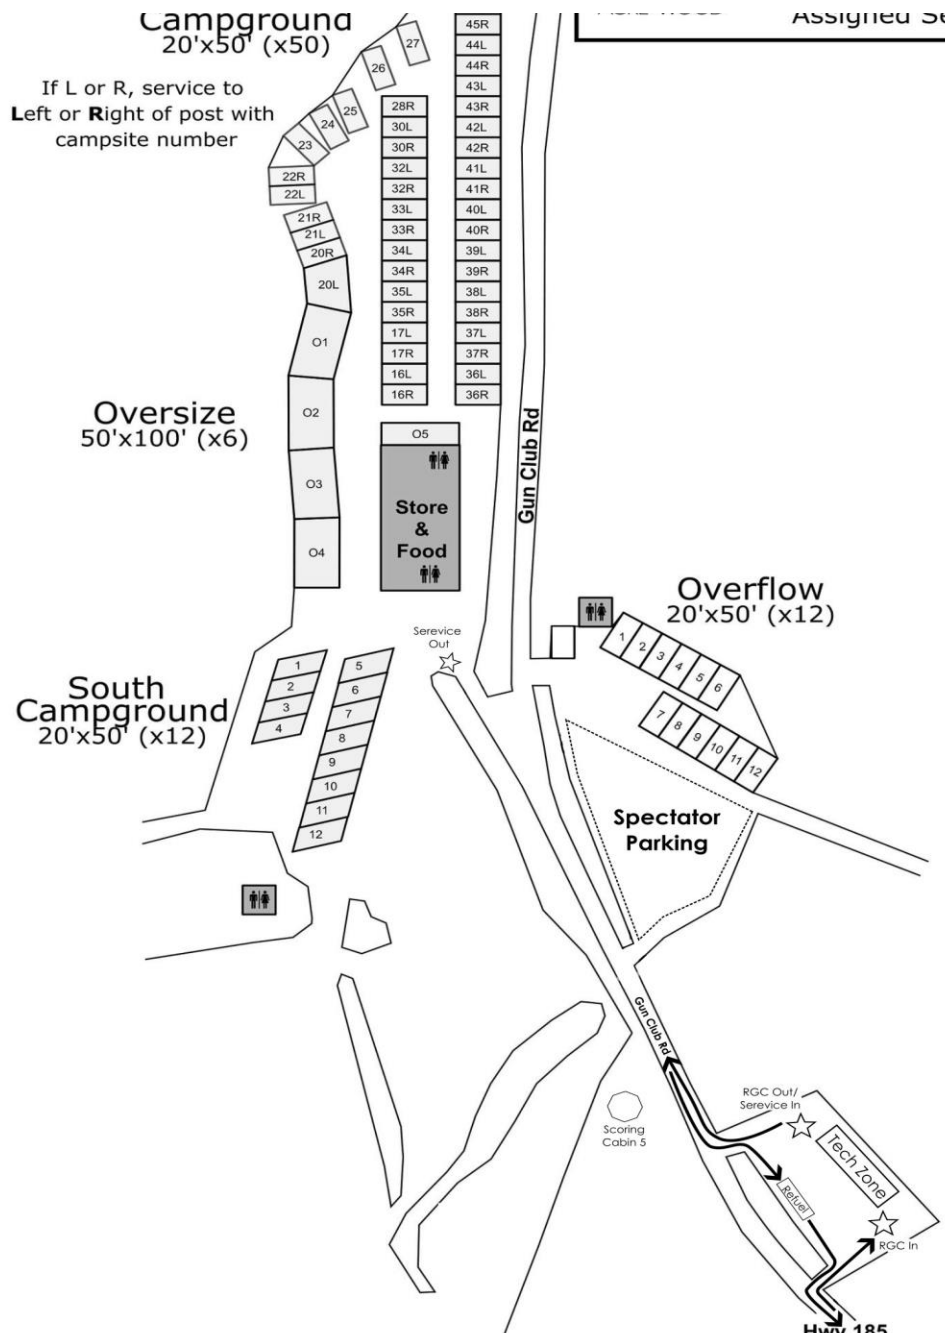 Campground
20'x50' (x50)
If L or R, service to
Left or Right of post with
campsite number
Assigned Se
27
26
25
24
23
22R
22L
21R
21L
20R
20L
O1
O2
O3
O4
28R
30L
30R
32L
32R
33L
33R
34L
34R
35L
35R
17L
17R
16L
16R
45R
44L
44R
43L
43R
42L
42R
41L
41R
40L
40R
39L
39R
38L
38R
37L
37R
36L
36R
Oversize
50'x100' (x6)
O5
Store
&
Food
Gun Club Rd
Overflow
20'x50' (x12)
1
2
3
4
5
6
7
8
9
10
11
12
Serevice
Out
South
Campground
20'x50' (x12)
1
2
3
4
5
6
7
8
9
10
11
12
Spectator
Parking
Gun Club Rd
RGC Out/
Serevice In
Scoring
Cabin 5
Tech Zone
Refuel
RGC In
Hwy 185